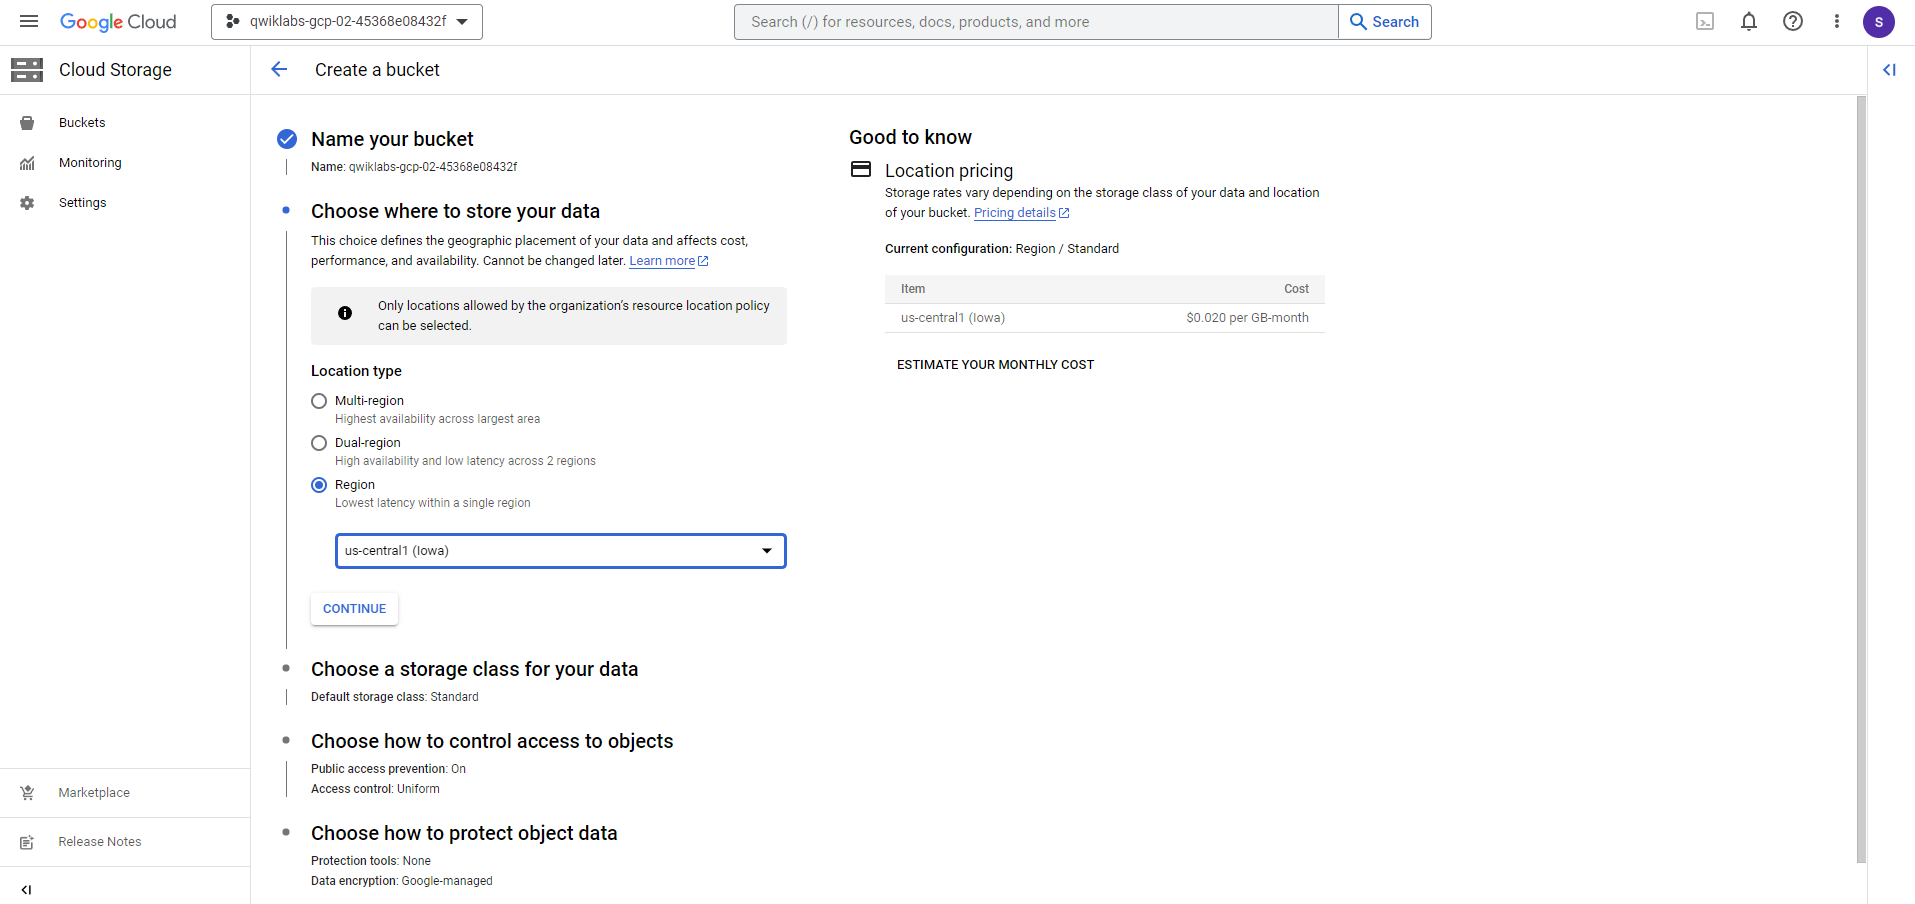 Google Cloud
qwiklabs-gcp-02-45368e08432f
Search (/) for resources, docs, products, and more
Search
S
Cloud Storage
Create a bucket
Buckets
Monitoring
Settings
Marketplace
Release Notes
Name your bucket
Name: qwiklabs-gcp-02-45368e08432f
Choose where to store your data
This choice defines the geographic placement of your data and affects cost,
performance, and availability. Cannot be changed later. Learn more
Only locations allowed by the organization's resource location policy
can be selected.
Location type
Multi-region
Highest availability across largest area
Dual-region
High availability and low latency across 2 regions
Region
Lowest latency within a single region
us-central1 (Iowa)
CONTINUE
Choose a storage class for your data
Default storage class: Standard
Choose how to control access to objects
Public access prevention: On
Access control: Uniform
Choose how to protect object data
Protection tools: None
Data encryption: Google-managed
Good to know
Location pricing
Storage rates vary depending on the storage class of your data and location
of your bucket. Pricing details
Current configuration: Region / Standard
Item Cost
us-central1 (Iowa) $0.020 per GB-month
ESTIMATE YOUR MONTHLY COST